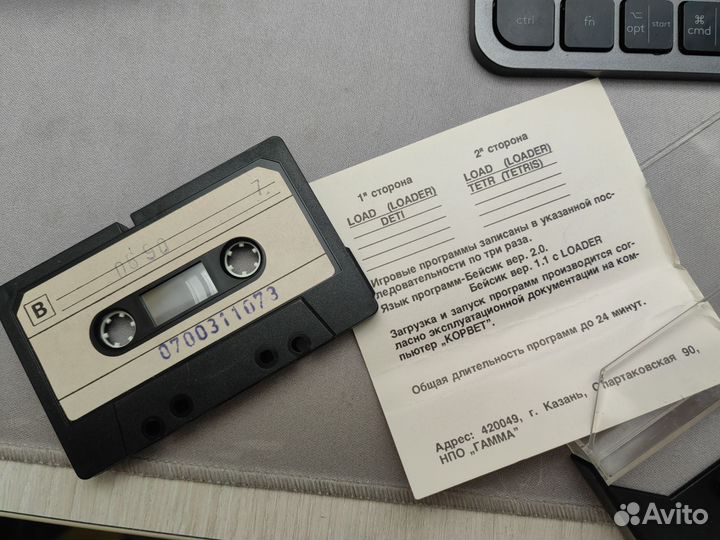 ctrl
fn
⌥
opt start
⌘
cmd
1ª сторона
LOAD (LOADER)
DETI
2ª сторона
LOAD (LOADER)
TETR (TETRIS)
Игровые программы записаны в указанной пос-
ледовательности по три раза.
Язык программ-Бейсик вер. 2.0.
Бейсик вер. 1.1 с LOADER
Загрузка и запуск программ производится сог-
ласно эксплуатационной документации на ком-
пьютер „КОРВЕТ".
Общая длительность программ до 24 минут.
Адрес: 420049, г. Казань, Спартаковская 90,
НПО „ГАММА"
7.
B
0700311073
Avito